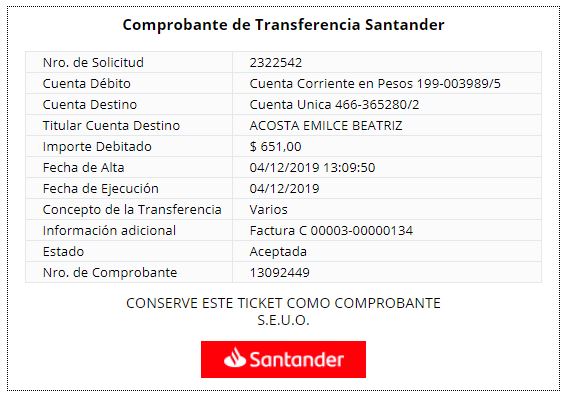 Comprobante de Transferencia Santander
Nro. de Solicitud 2322542
Cuenta Débito Cuenta Corriente en Pesos 199-003989/5
Cuenta Destino Cuenta Unica 466-365280/2
Titular Cuenta Destino ACOSTA EMILCE BEATRIZ
Importe Debitado $ 651,00
Fecha de Alta 04/12/2019 13:09:50
Fecha de Ejecución 04/12/2019
Concepto de la Transferencia Varios
Información adicional Factura C 00003-00000134
Estado Aceptada
Nro. de Comprobante 13092449
CONSERVE ESTE TICKET COMO COMPROBANTE
S.E.U.O.
Santander